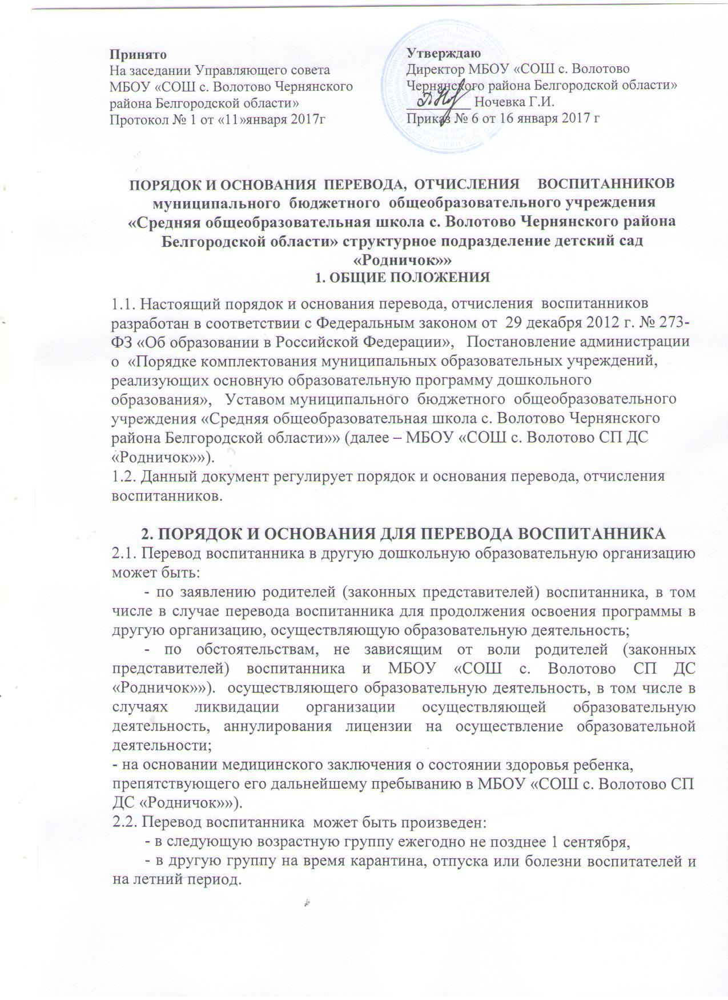 Принято
На заседании Управляющего совета
МБОУ «СОШ с. Волотово Чернянского
района Белгородской области»
Протокол № 1 от «11»января 2017г
Утверждаю
Директор МБОУ «СОШ с. Волотово
Чернянского района Белгородской области»
_________ Ночевка Г.И.
Приказ № 6 от 16 января 2017 г
ПОРЯДОК И ОСНОВАНИЯ ПЕРЕВОДА, ОТЧИСЛЕНИЯ ВОСПИТАННИКОВ
муниципального бюджетного общеобразовательного учреждения
«Средняя общеобразовательная школа с. Волотово Чернянского района
Белгородской области» структурное подразделение детский сад
«Родничок»»
1. ОБЩИЕ ПОЛОЖЕНИЯ
1.1. Настоящий порядок и основания перевода, отчисления воспитанников
разработан в соответствии с Федеральным законом от 29 декабря 2012 г. № 273-
ФЗ «Об образовании в Российской Федерации», Постановление администрации
о «Порядке комплектования муниципальных образовательных учреждений,
реализующих основную образовательную программу дошкольного
образования», Уставом муниципального бюджетного общеобразовательного
учреждения «Средняя общеобразовательная школа с. Волотово Чернянского
района Белгородской области»» (далее – МБОУ «СОШ с. Волотово СП ДС
«Родничок»»).
1.2. Данный документ регулирует порядок и основания перевода, отчисления
воспитанников.
2. ПОРЯДОК И ОСНОВАНИЯ ДЛЯ ПЕРЕВОДА ВОСПИТАННИКА
2.1. Перевод воспитанника в другую дошкольную образовательную организацию
может быть:
- по заявлению родителей (законных представителей) воспитанника, в том
числе в случае перевода воспитанника для продолжения освоения программы в
другую организацию, осуществляющую образовательную деятельность;
- по обстоятельствам, не зависящим от воли родителей (законных
представителей) воспитанника и МБОУ «СОШ с. Волотово СП ДС
«Родничок»»). осуществляющего образовательную деятельность, в том числе в
случаях ликвидации организации осуществляющей образовательную
деятельность, аннулирования лицензии на осуществление образовательной
деятельности;
- на основании медицинского заключения о состоянии здоровья ребенка,
препятствующего его дальнейшему пребыванию в МБОУ «СОШ с. Волотово СП
ДС «Родничок»»).
2.2. Перевод воспитанника может быть произведен:
- в следующую возрастную группу ежегодно не позднее 1 сентября,
- в другую группу на время карантина, отпуска или болезни воспитателей и
на летний период.